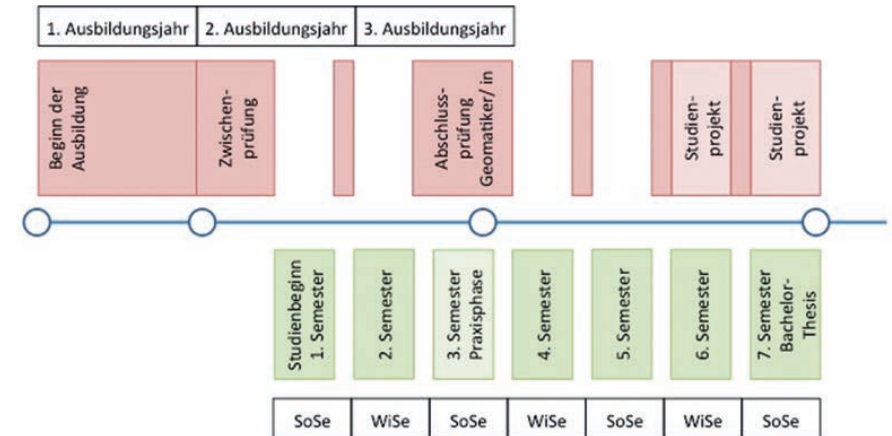 1. Ausbildungsjahr
2. Ausbildungsjahr
3. Ausbildungsjahr
Beginn der
Ausbildung
Zwischen-
prüfung
Abschluss-
prüfung
Geomatiker/ in
Studien-
projekt
Studien-
projekt
Studienbeginn
1. Semester
2. Semester
3. Semester
Praxisphase
4. Semester
5. Semester
6. Semester
7. Semester
Bachelor-
Thesis
SoSe
WiSe
SoSe
WiSe
SoSe
WiSe
SoSe